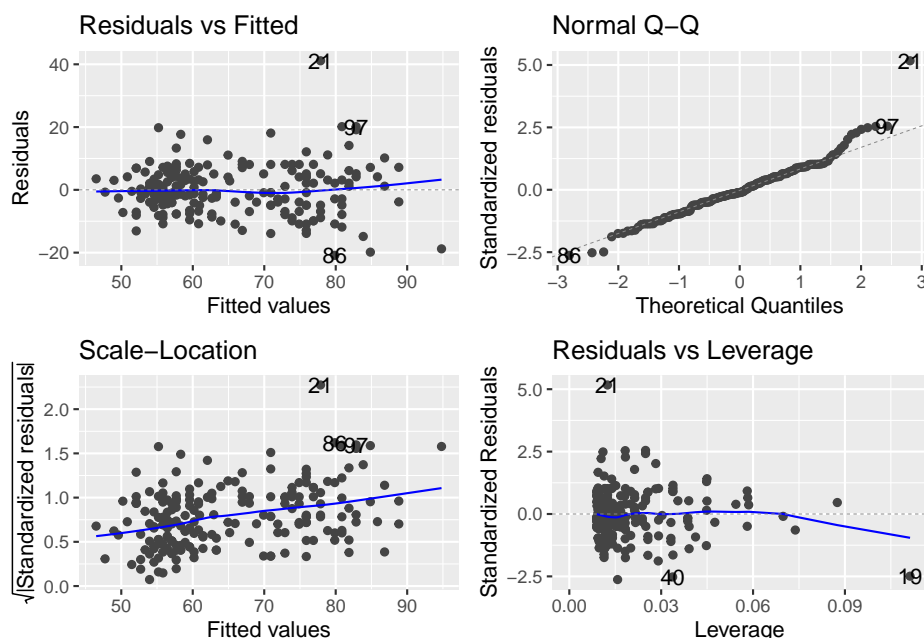 Residuals vs Fitted
Residuals
40
20
0
−20
21
97
86
50 60 70 80 90
Fitted values
Normal Q−Q
Standardized residuals
5.0
2.5
0.0
−2.5
21
97
86
−3 −2 −1 0 1 2 3
Theoretical Quantiles
Scale−Location
√|Standardized residuals|
2.0
1.5
1.0
0.5
0.0
21
86 97
50 60 70 80 90
Fitted values
Residuals vs Leverage
Standardized Residuals
5.0
2.5
0.0
−2.5
21
40
19
0.00 0.03 0.06 0.09
Leverage